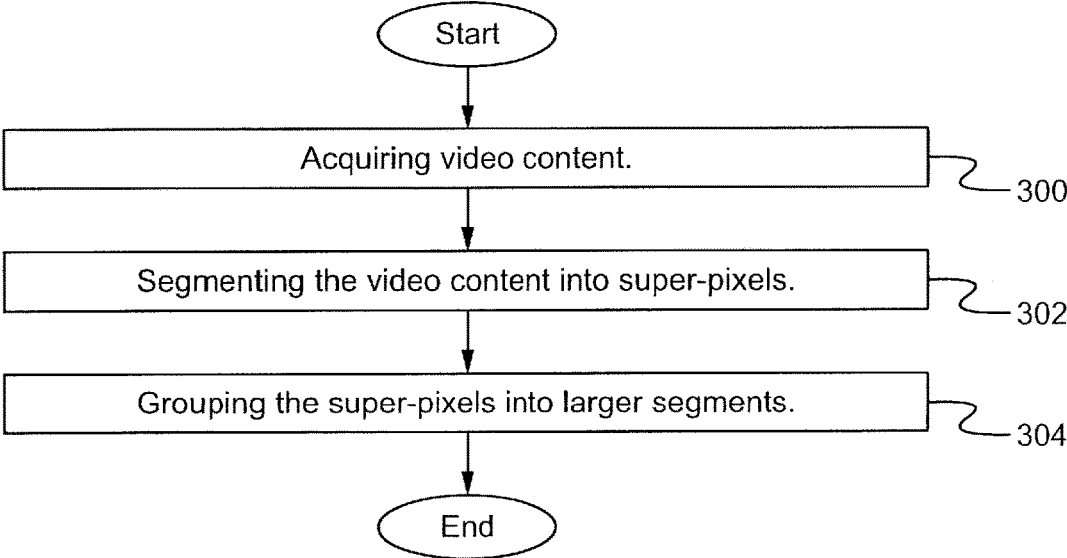 Start
Acquiring video content.
300
Segmenting the video content into super-pixels.
302
Grouping the super-pixels into larger segments.
304
End